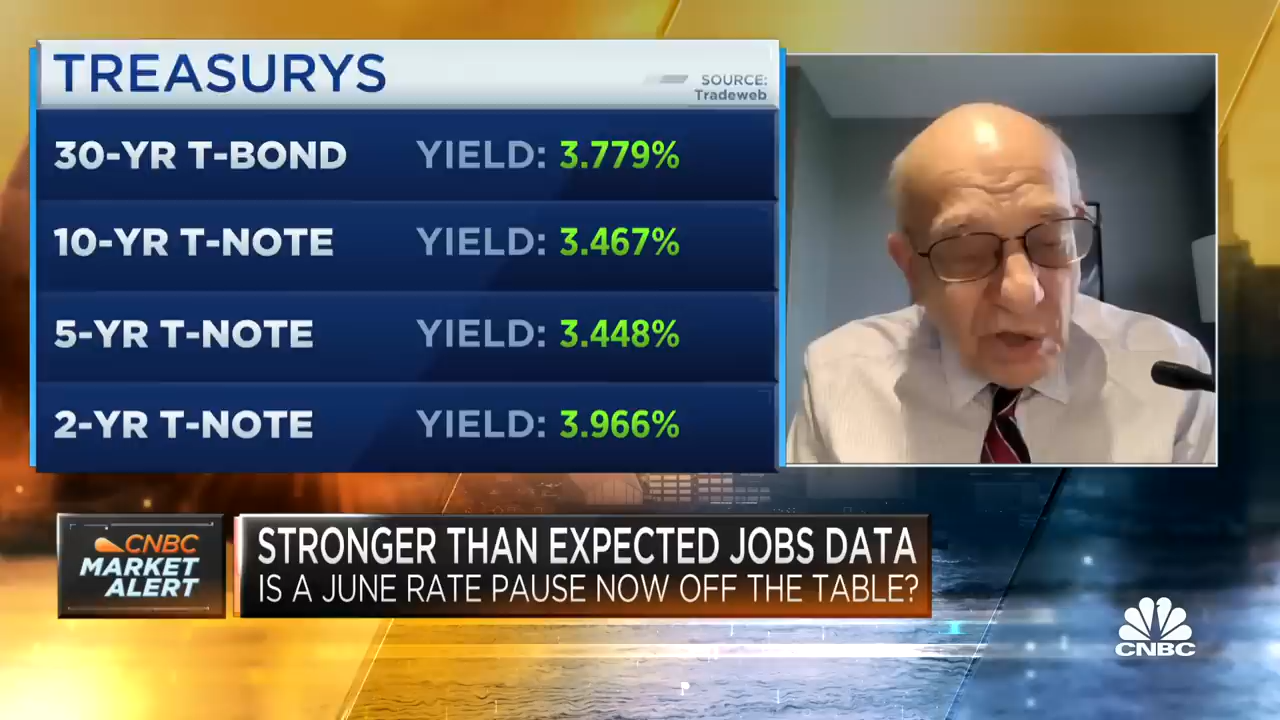 TREASURYS
SOURCE:
Tradeweb
30-YR T-BOND YIELD: 3.779%
10-YR T-NOTE YIELD: 3.467%
5-YR T-NOTE YIELD: 3.448%
2-YR T-NOTE YIELD: 3.966%
CNBC
MARKET
ALERT
STRONGER THAN EXPECTED JOBS DATA
IS A JUNE RATE PAUSE NOW OFF THE TABLE?
CNBC